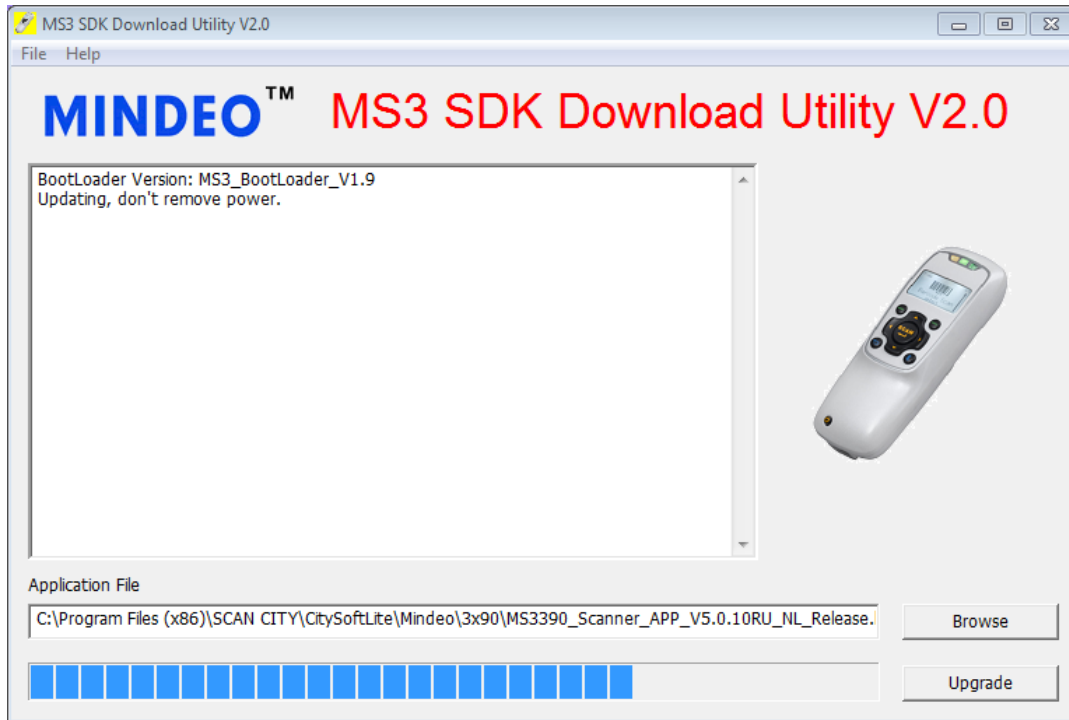 MS3 SDK Download Utility V2.0
File Help
MINDEO™ MS3 SDK Download Utility V2.0
BootLoader Version: MS3_BootLoader_V1.9
Updating, don't remove power.
Application File
C:\Program Files (x86)\SCAN CITY\CitySoftLite\Mindeo\3x90\MS3390_Scanner_APP_V5.0.10RU_NL_Release.
Browse
Upgrade